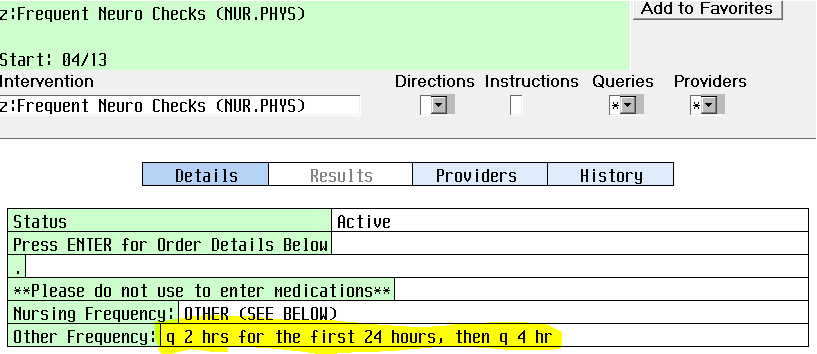 z:Frequent Neuro Checks (NUR.PHYS)
Add to Favorites
Start: 04/13
Intervention Directions Instructions Queries Providers
z:Frequent Neuro Checks (NUR.PHYS) * *
Details Results Providers History
Status Active
Press ENTER for Order Details Below
.
**Please do not use to enter medications**
Nursing Frequency: OTHER (SEE BELOW)
Other Frequency: q 2 hrs for the first 24 hours, then q 4 hr